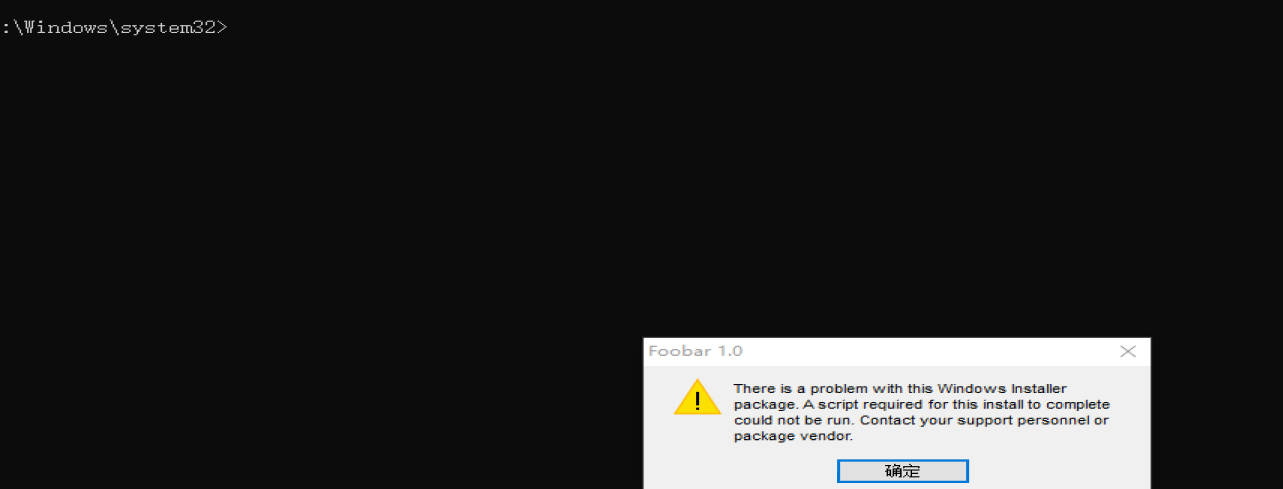 :\Windows\system32>
Foobar 1.0
There is a problem with this Windows Installer
package. A script required for this install to complete
could not be run. Contact your support personnel or
package vendor.
确定